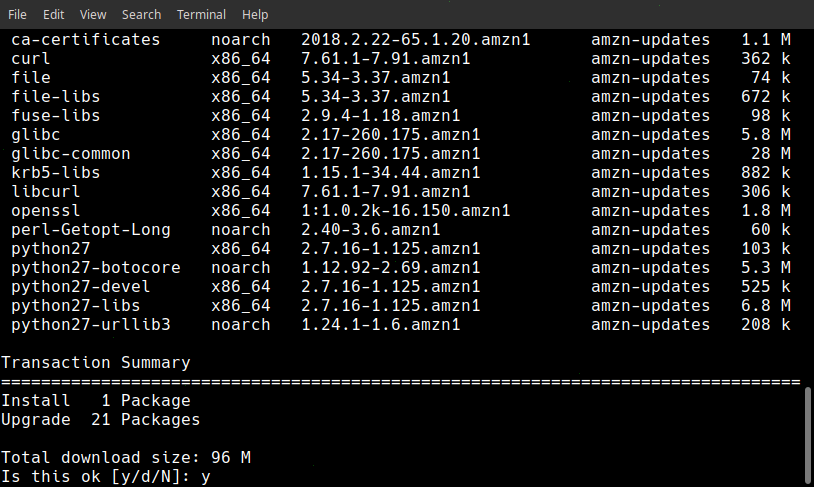 File Edit View Search Terminal Help
ca-certificates noarch 2018.2.22-65.1.20.amzn1 amzn-updates 1.1 M
curl x86_64 7.61.1-7.91.amzn1 amzn-updates 362 k
file x86_64 5.34-3.37.amzn1 amzn-updates 74 k
file-libs x86_64 5.34-3.37.amzn1 amzn-updates 672 k
fuse-libs x86_64 2.9.4-1.18.amzn1 amzn-updates 98 k
glibc x86_64 2.17-260.175.amzn1 amzn-updates 5.8 M
glibc-common x86_64 2.17-260.175.amzn1 amzn-updates 28 M
krb5-libs x86_64 1.15.1-34.44.amzn1 amzn-updates 882 k
libcurl x86_64 7.61.1-7.91.amzn1 amzn-updates 306 k
openssl x86_64 1:1.0.2k-16.150.amzn1 amzn-updates 1.8 M
perl-Getopt-Long noarch 2.40-3.6.amzn1 amzn-updates 60 k
python27 x86_64 2.7.16-1.125.amzn1 amzn-updates 103 k
python27-botocore noarch 1.12.92-2.69.amzn1 amzn-updates 5.3 M
python27-devel x86_64 2.7.16-1.125.amzn1 amzn-updates 525 k
python27-libs x86_64 2.7.16-1.125.amzn1 amzn-updates 6.8 M
python27-urllib3 noarch 1.24.1-1.6.amzn1 amzn-updates 208 k
Transaction Summary
================================================================================
Install 1 Package
Upgrade 21 Packages
Total download size: 96 M
Is this ok [y/d/N]: y